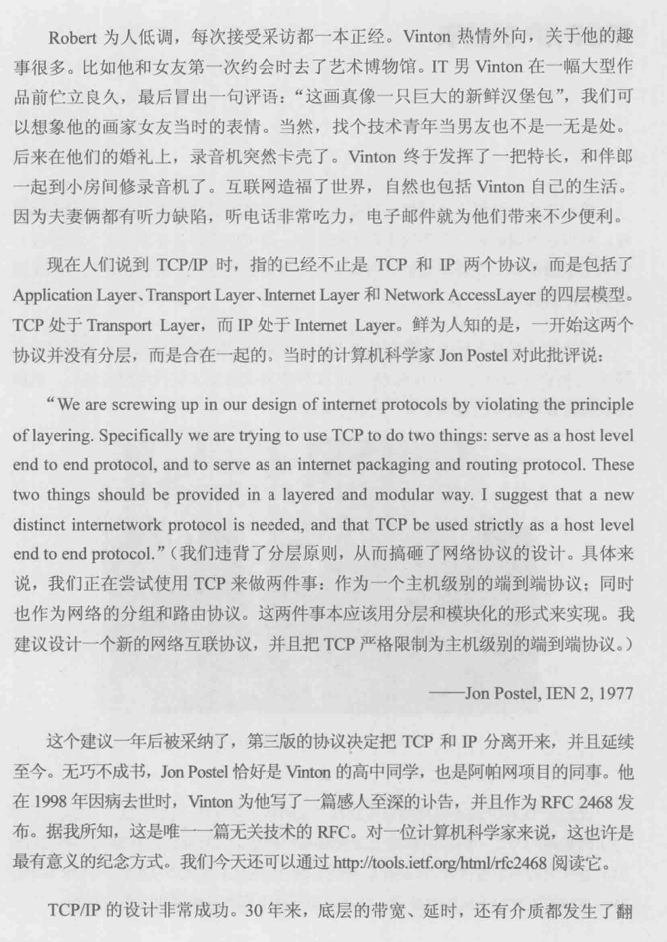 Robert 为人低调，每次接受采访都一本正经。Vinton 热情外向，关于他的趣
事很多。比如他和女友第一次约会时去了艺术博物馆。IT 男 Vinton 在一幅大型作
品前伫立良久，最后冒出一句评语：“这画真像一只巨大的新鲜汉堡包”，我们可
以想象他的画家女友当时的表情。当然，找个技术青年当男友也不是一无是处。
后来在他们的婚礼上，录音机突然卡壳了。Vinton 终于发挥了一把特长，和伴郎
一起到小房间修录音机了。互联网造福了世界，自然也包括 Vinton 自己的生活。
因为夫妻俩都有听力缺陷，听电话非常吃力，电子邮件就为他们带来不少便利。
现在人们说到 TCP/IP 时，指的已经不止是 TCP 和 IP 两个协议，而是包括了
Application Layer、Transport Layer、Internet Layer 和 Network AccessLayer 的四层模型。
TCP 处于 Transport Layer，而 IP 处于 Internet Layer。鲜为人知的是，一开始这两个
协议并没有分层，而是合在一起的。当时的计算机科学家 Jon Postel 对此批评说：
“We are screwing up in our design of internet protocols by violating the principle
of layering. Specifically we are trying to use TCP to do two things: serve as a host level
end to end protocol, and to serve as an internet packaging and routing protocol. These
two things should be provided in a layered and modular way. I suggest that a new
distinct internetwork protocol is needed, and that TCP be used strictly as a host level
end to end protocol.”（我们违背了分层原则，从而搞砸了网络协议的设计。具体来
说，我们正在尝试使用 TCP 来做两件事：作为一个主机级别的端到端协议；同时
也作为网络的分组和路由协议。这两件事本应该用分层和模块化的形式来实现。我
建议设计一个新的网络互联协议，并且把 TCP 严格限制为主机级别的端到端协议。）
——Jon Postel, IEN 2, 1977
这个建议一年后被采纳了，第三版的协议决定把 TCP 和 IP 分离开来，并且延续
至今。无巧不成书，Jon Postel 恰好是 Vinton 的高中同学，也是阿帕网项目的同事。他
在 1998 年因病去世时，Vinton 为他写了一篇感人至深的讣告，并且作为 RFC 2468 发
布。据我所知，这是唯一一篇无关技术的 RFC。对一位计算机科学家来说，这也许是
最有意义的纪念方式。我们今天还可以通过 http://tools.ietf.org/html/rfc2468 阅读它。
TCP/IP 的设计非常成功。30 年来，底层的带宽、延时，还有介质都发生了翻